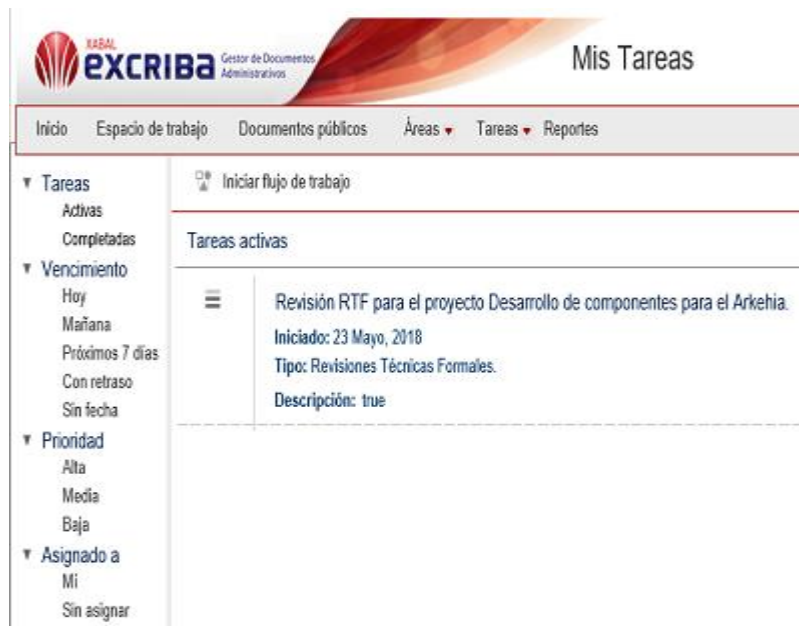 XABAL
excriba
Gestor de Documentos
Administrativos
Mis Tareas
Inicio Espacio de trabajo Documentos públicos Áreas Tareas Reportes
Tareas
Activas
Completadas
Vencimiento
Hoy
Mañana
Próximos 7 días
Con retraso
Sin fecha
Prioridad
Alta
Media
Baja
Asignado a
Mi
Sin asignar
Iniciar flujo de trabajo
Tareas activas
Revisión RTF para el proyecto Desarrollo de componentes para el Arkehia.
Iniciado: 23 Mayo, 2018
Tipo: Revisiones Técnicas Formales.
Descripción: true